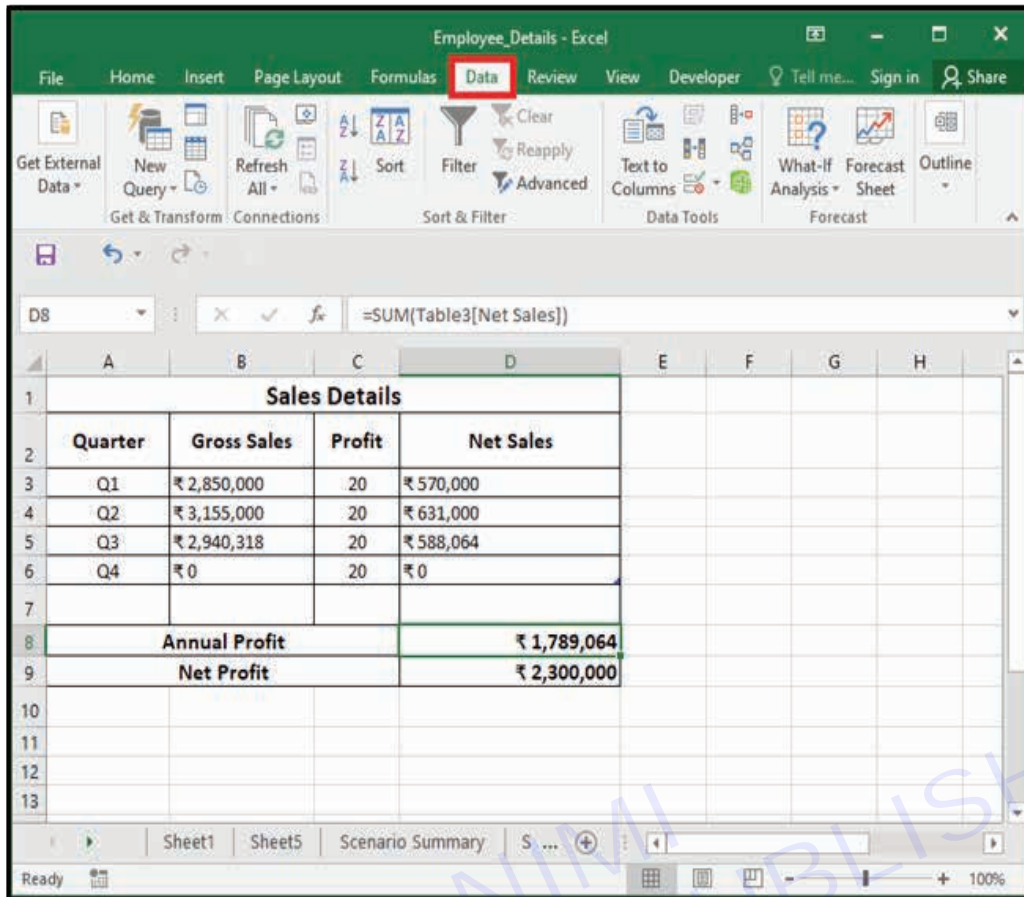 Employee_Details - Excel
File Home Insert Page Layout Formulas Data Review View Developer Tell me... Sign in Share
Get External Data
New Query
Get & Transform
Refresh All
Connections
Sort
Filter
Clear
Reapply
Advanced
Sort & Filter
Text to Columns
Data Tools
What-If Analysis
Forecast Sheet
Forecast
Outline
D8 fx =SUM(Table3[Net Sales])
A B C D E F G H
1 Sales Details
2 Quarter Gross Sales Profit Net Sales
3 Q1 ₹ 2,850,000 20 ₹ 570,000
4 Q2 ₹ 3,155,000 20 ₹ 631,000
5 Q3 ₹ 2,940,318 20 ₹ 588,064
6 Q4 ₹ 0 20 ₹ 0
7
8 Annual Profit ₹ 1,789,064
9 Net Profit ₹ 2,300,000
10
11
12
13
Sheet1 Sheet5 Scenario Summary S ...
Ready 100%
NIMI
UBLISH